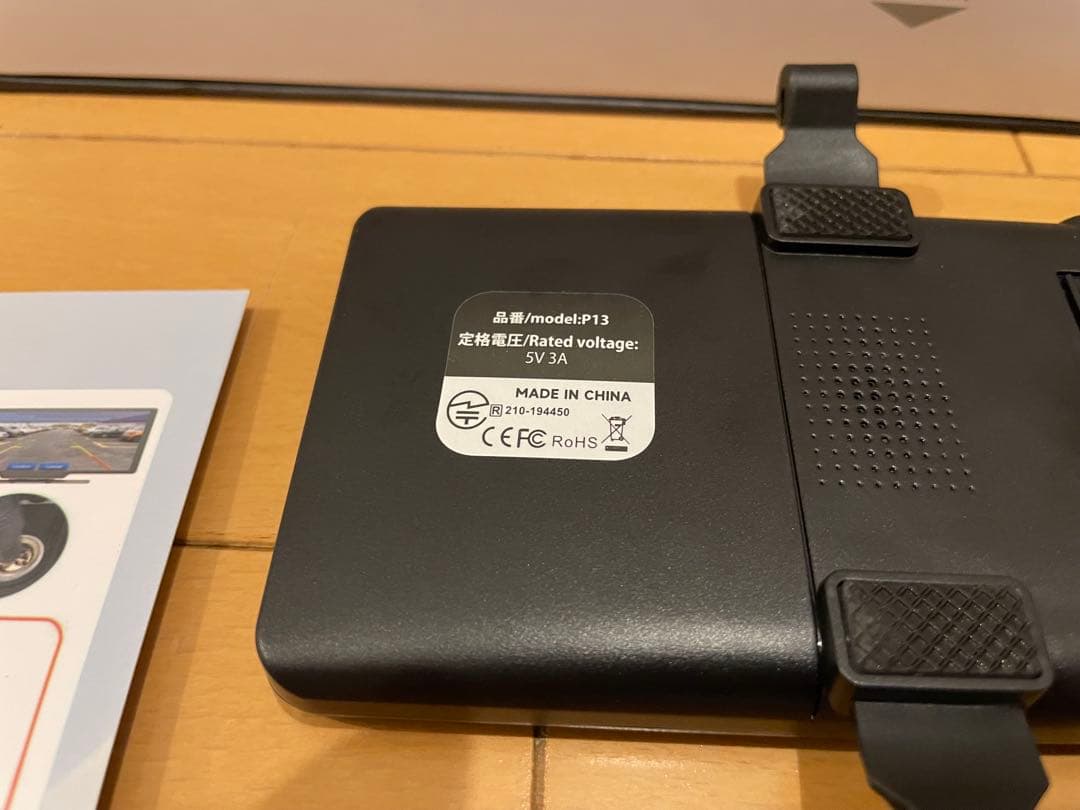 品番/model:P13
定格電圧/Rated voltage:
5V 3A
MADE IN CHINA
R 210-194450
CE FC RoHS